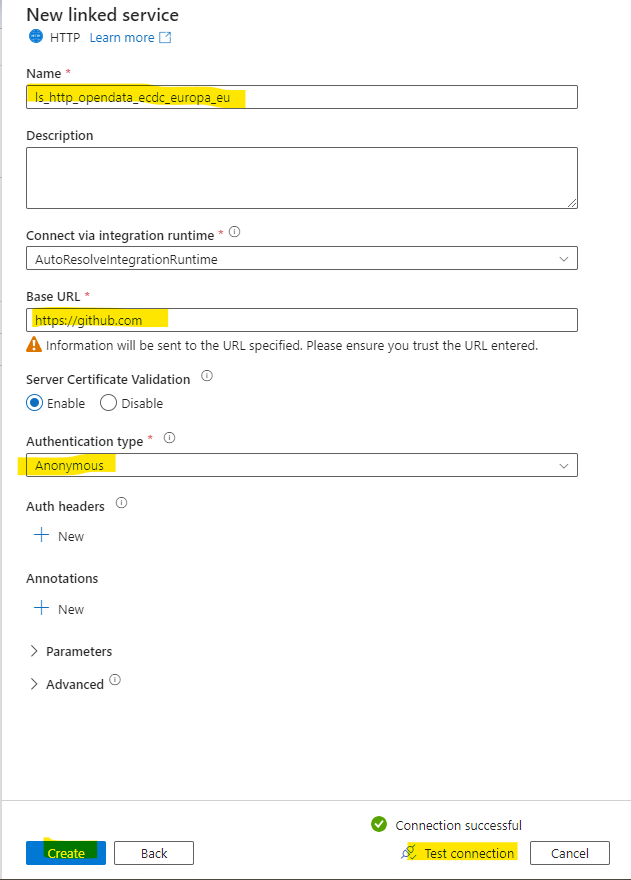 New linked service
HTTP Learn more
Name *
ls_http_opendata_ecdc_europa_eu
Description
Connect via integration runtime *
AutoResolveIntegrationRuntime
Base URL *
https://github.com
Information will be sent to the URL specified. Please ensure you trust the URL entered.
Server Certificate Validation
Enable Disable
Authentication type *
Anonymous
Auth headers
New
Annotations
New
Parameters
Advanced
Connection successful
Create Back Test connection Cancel